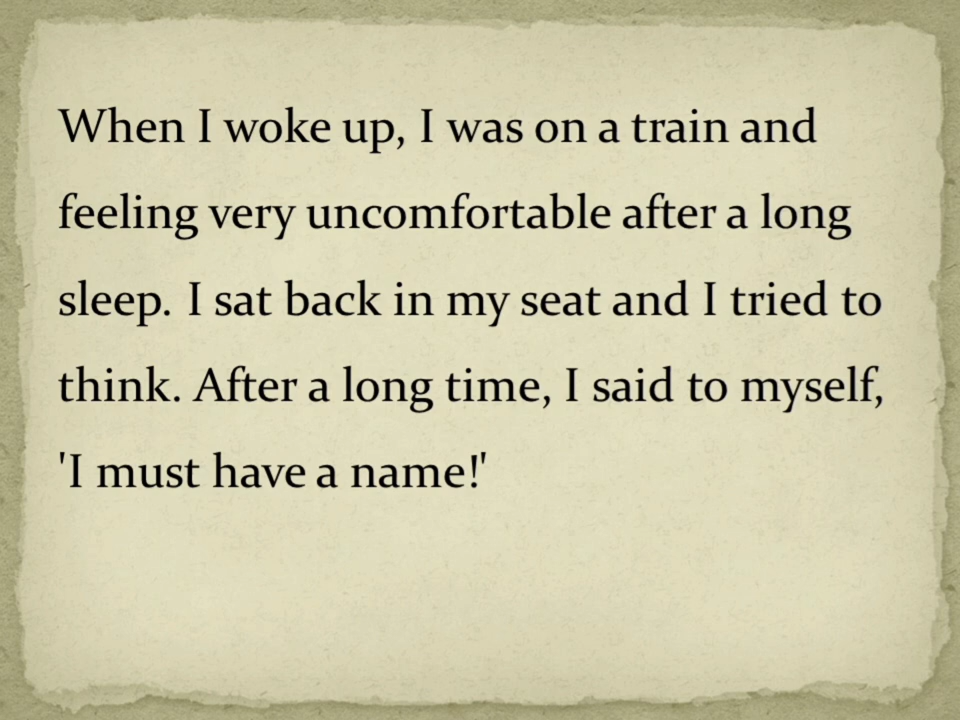 When I woke up, I was on a train and
feeling very uncomfortable after a long
sleep. I sat back in my seat and I tried to
think. After a long time, I said to myself,
'I must have a name!'